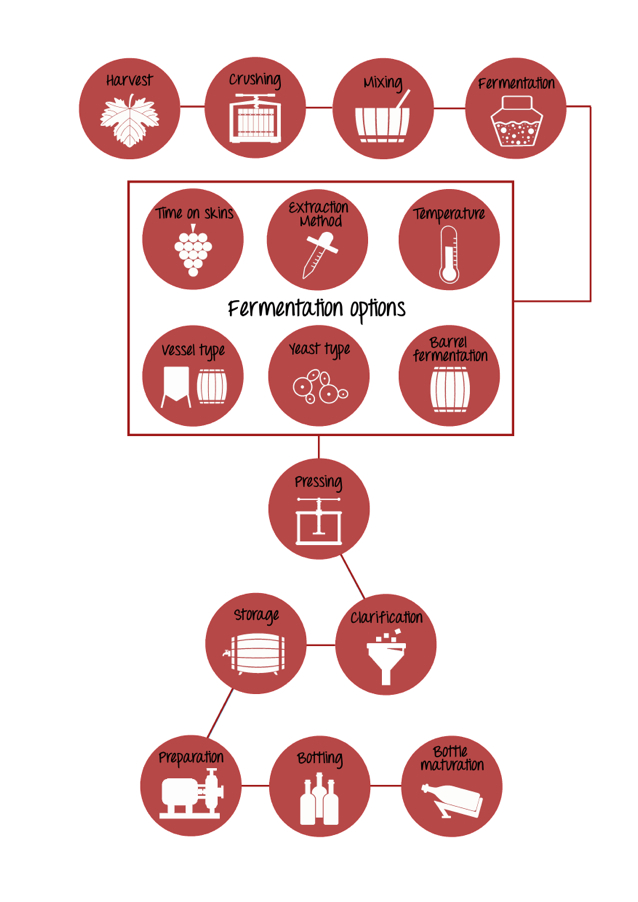 Harvest
Crushing
Mixing
Fermentation
Time on skins
Extraction
Method
Temperature
Fermentation options
Vessel type
Yeast type
Barrel
fermentation
Pressing
Storage
Clarification
Preparation
Bottling
Bottle
maturation